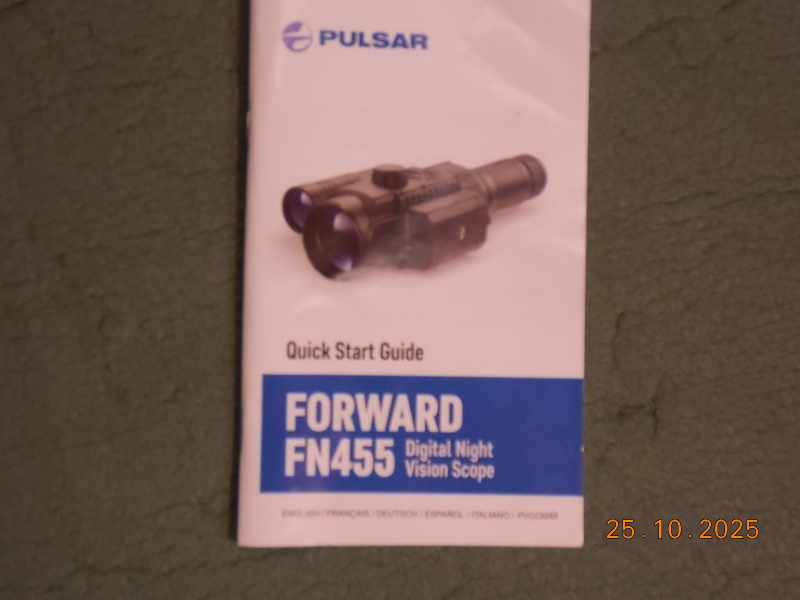 PULSAR
Quick Start Guide
FORWARD
FN455 Digital Night
Vision Scope
ENGLISH / FRANÇAIS / DEUTSCH / ESPAÑOL / ITALIANO / РУССКИЙ
25.10.2025